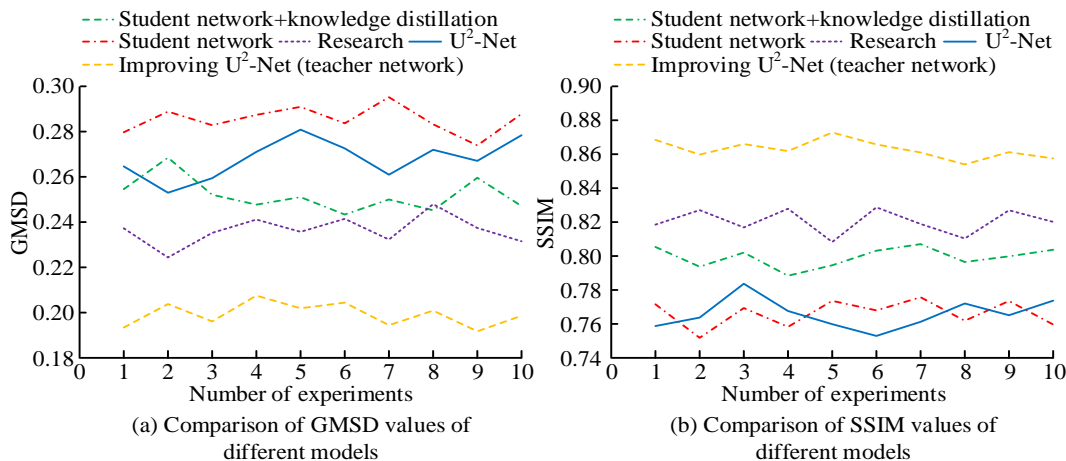 Student network+knowledge distillation
Student network Research U²-Net
Improving U²-Net (teacher network)
0.30
0.28
0.26
0.24
0.22
0.20
0.18
GMSD
0 1 2 3 4 5 6 7 8 9 10
Number of experiments
(a) Comparison of GMSD values of
different models
Student network+knowledge distillation
Student network Research U²-Net
Improving U²-Net (teacher network)
0.90
0.88
0.86
0.84
0.82
0.80
0.78
0.76
0.74
SSIM
0 1 2 3 4 5 6 7 8 9 10
Number of experiments
(b) Comparison of SSIM values of
different models